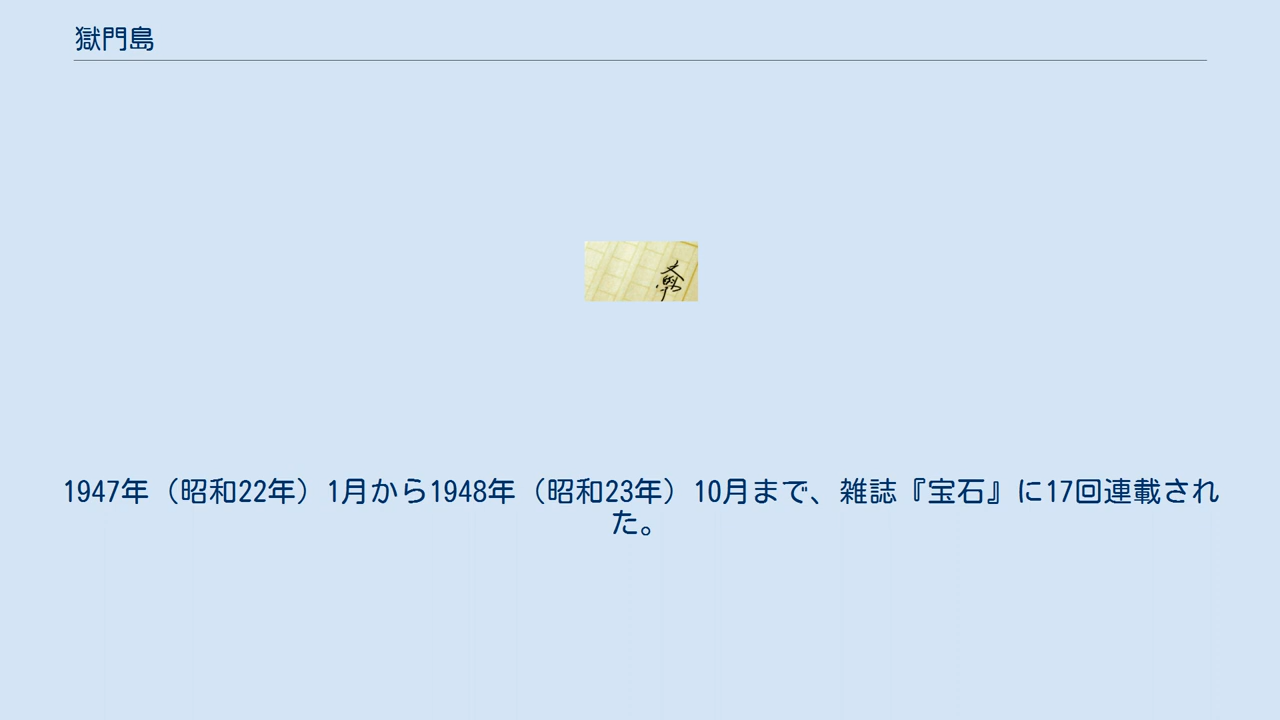 獄門島
1947年（昭和22年）1月から1948年（昭和23年）10月まで、雑誌『宝石』に17回連載され
た。